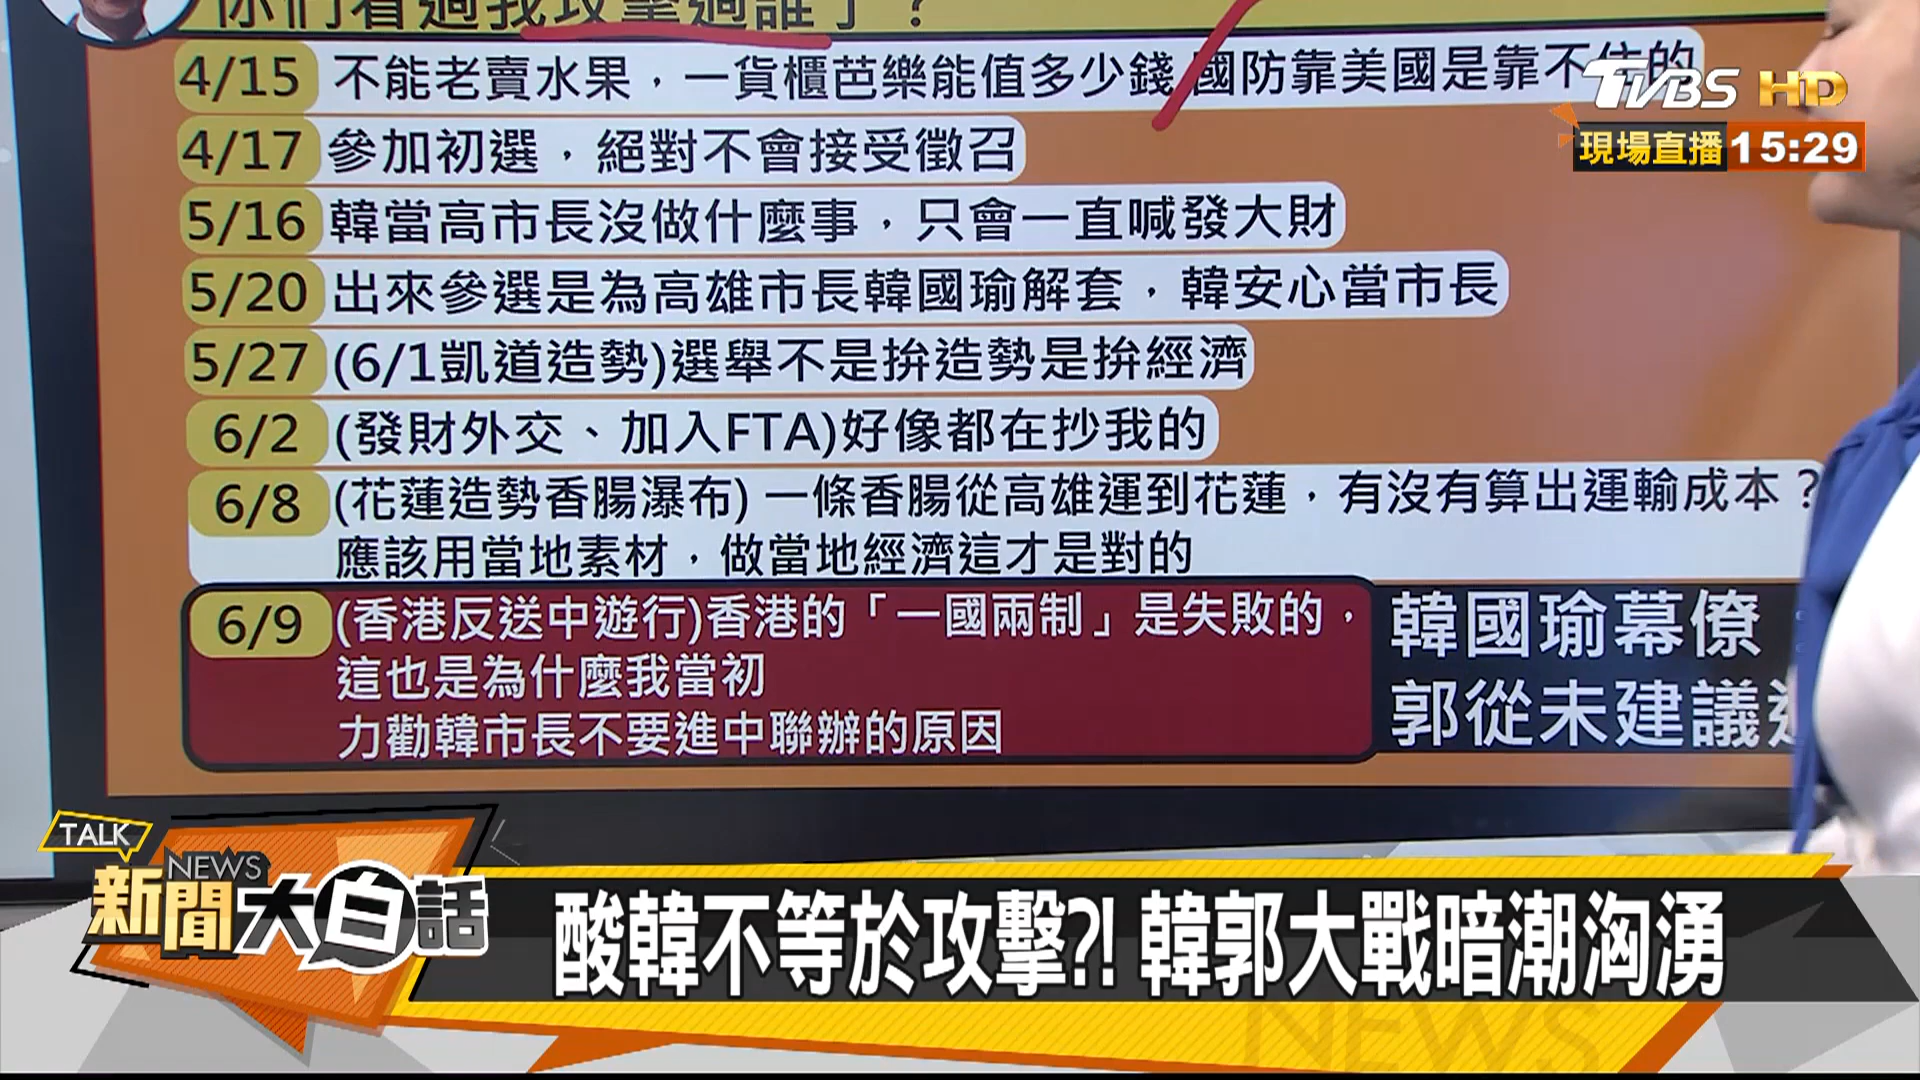 你們看過我攻擊過誰了？
4/15 不能老賣水果，一貨櫃芭樂能值多少錢 國防靠美國是靠不住的
TVBS HD
4/17 參加初選，絕對不會接受徵召
現場直播 15:29
5/16 韓當高市長沒做什麼事，只會一直喊發大財
5/20 出來參選是為高雄市長韓國瑜解套，韓安心當市長
5/27 (6/1凱道造勢)選舉不是拚造勢是拚經濟
6/2 (發財外交、加入FTA)好像都在抄我的
6/8 (花蓮造勢香腸瀑布) 一條香腸從高雄運到花蓮，有沒有算出運輸成本？
應該用當地素材，做當地經濟這才是對的
6/9 (香港反送中遊行)香港的「一國兩制」是失敗的，
這也是為什麼我當初
力勸韓市長不要進中聯辦的原因
韓國瑜幕僚
郭從未建議
TALK
NEWS
新聞大白話
酸韓不等於攻擊?! 韓郭大戰暗潮洶湧
NEWS